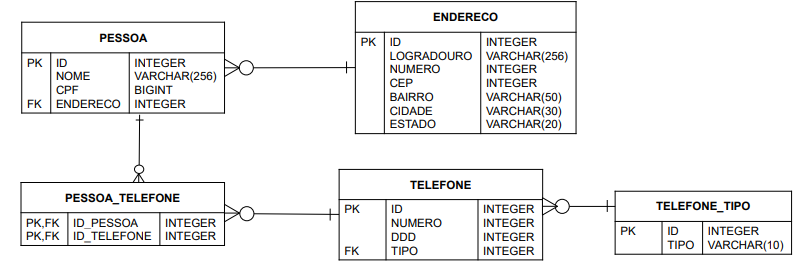 PESSOA
PK ID INTEGER
NOME VARCHAR(256)
CPF BIGINT
FK ENDERECO INTEGER
ENDERECO
PK ID INTEGER
LOGRADOURO VARCHAR(256)
NUMERO INTEGER
CEP INTEGER
BAIRRO VARCHAR(50)
CIDADE VARCHAR(30)
ESTADO VARCHAR(20)
PESSOA_TELEFONE
PK,FK ID_PESSOA INTEGER
PK,FK ID_TELEFONE INTEGER
TELEFONE
PK ID INTEGER
NUMERO INTEGER
DDD INTEGER
FK TIPO INTEGER
TELEFONE_TIPO
PK ID INTEGER
TIPO VARCHAR(10)